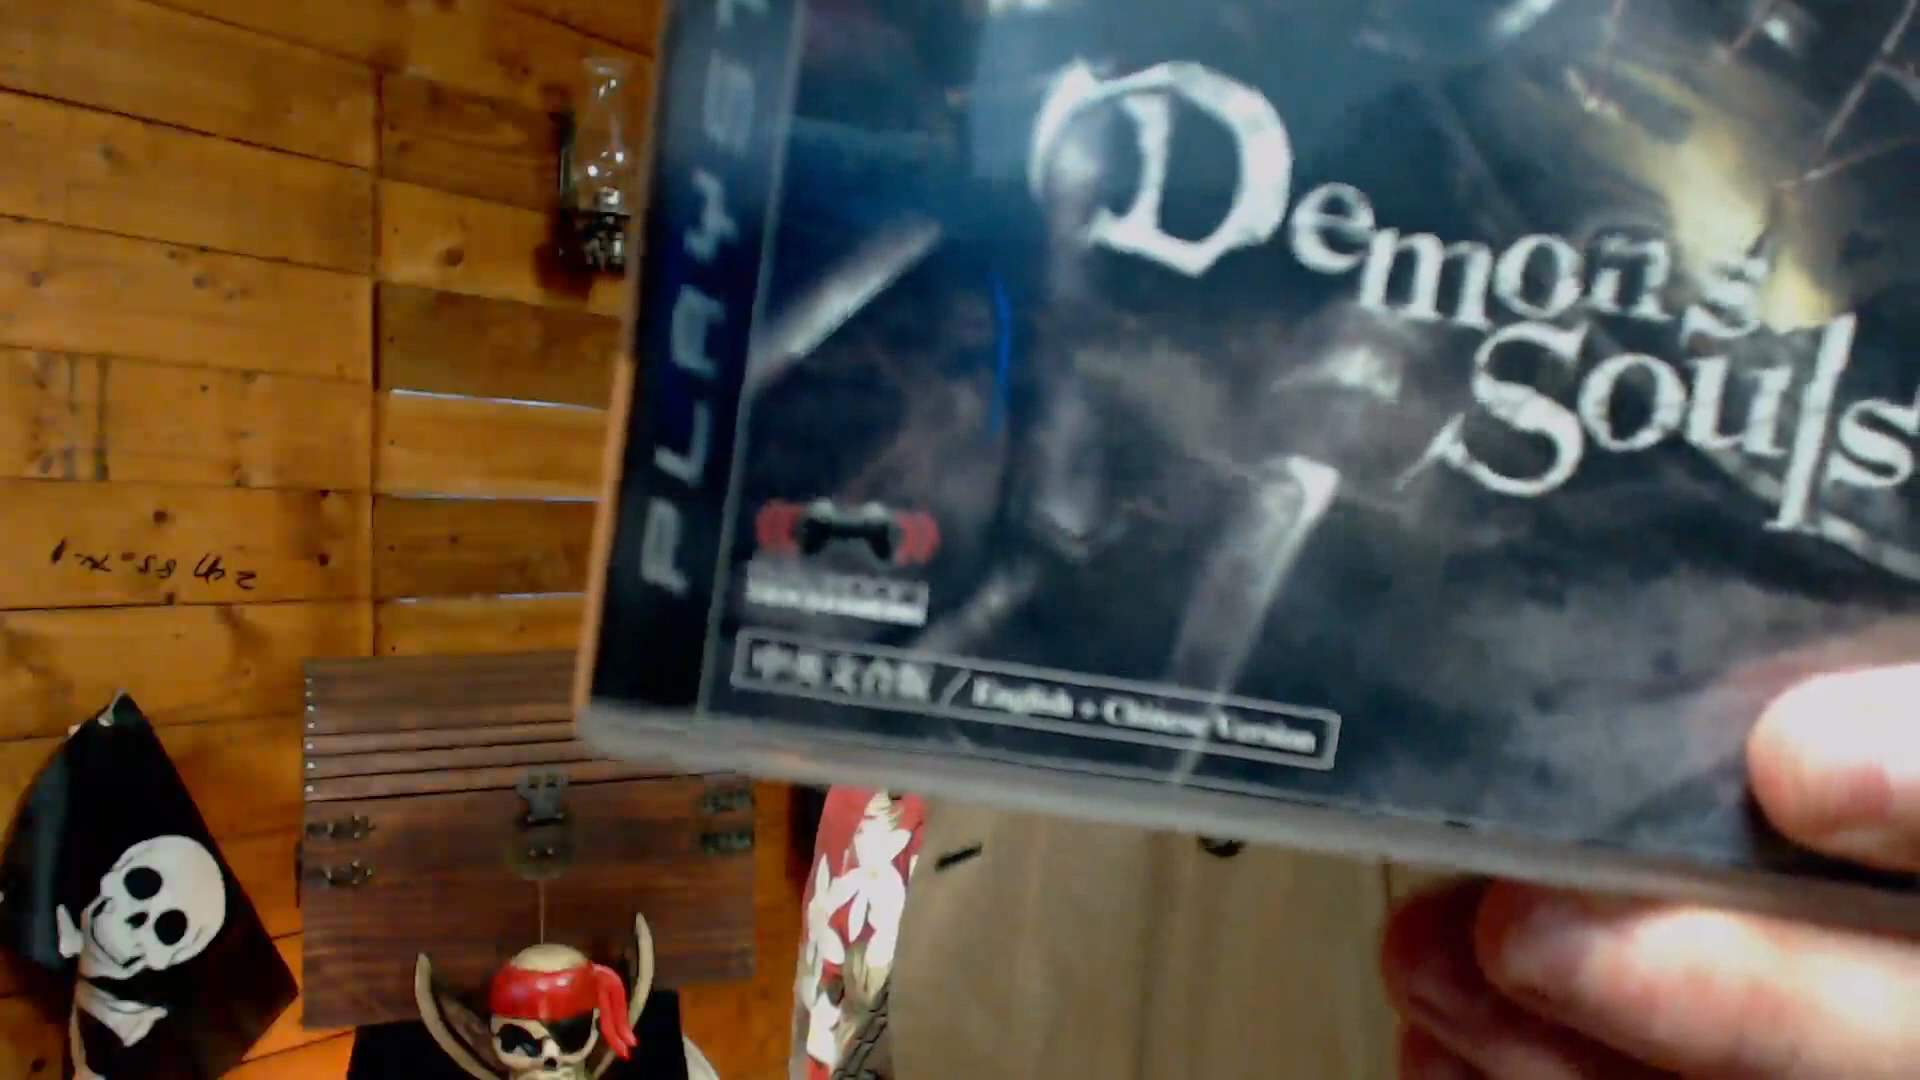 PLAYST
Demon's
Souls
中英文合版 / English + Chinese Version